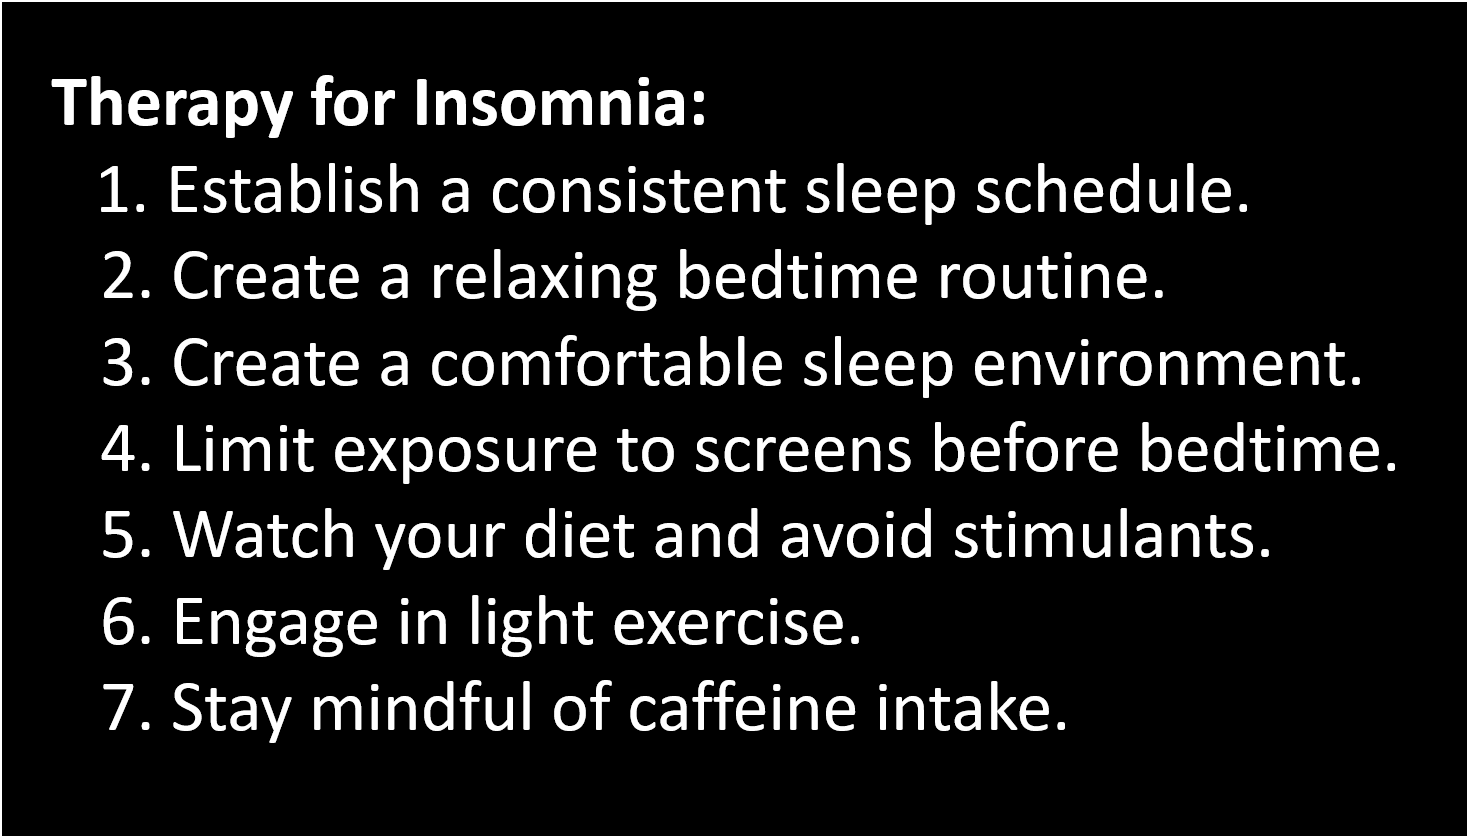 Therapy for Insomnia:
1. Establish a consistent sleep schedule.
2. Create a relaxing bedtime routine.
3. Create a comfortable sleep environment.
4. Limit exposure to screens before bedtime.
5. Watch your diet and avoid stimulants.
6. Engage in light exercise.
7. Stay mindful of caffeine intake.